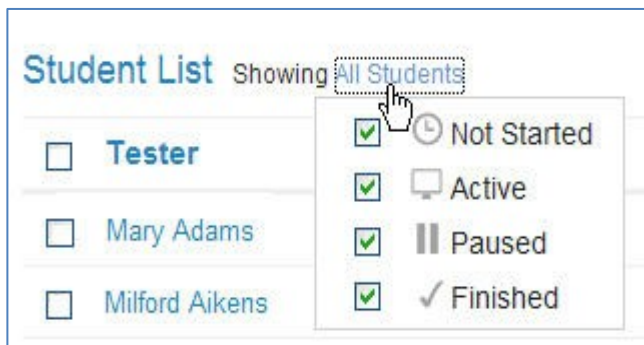 Student List Showing All Students
Not Started
Tester
Active
Mary Adams
Paused
Milford Aikens
Finished